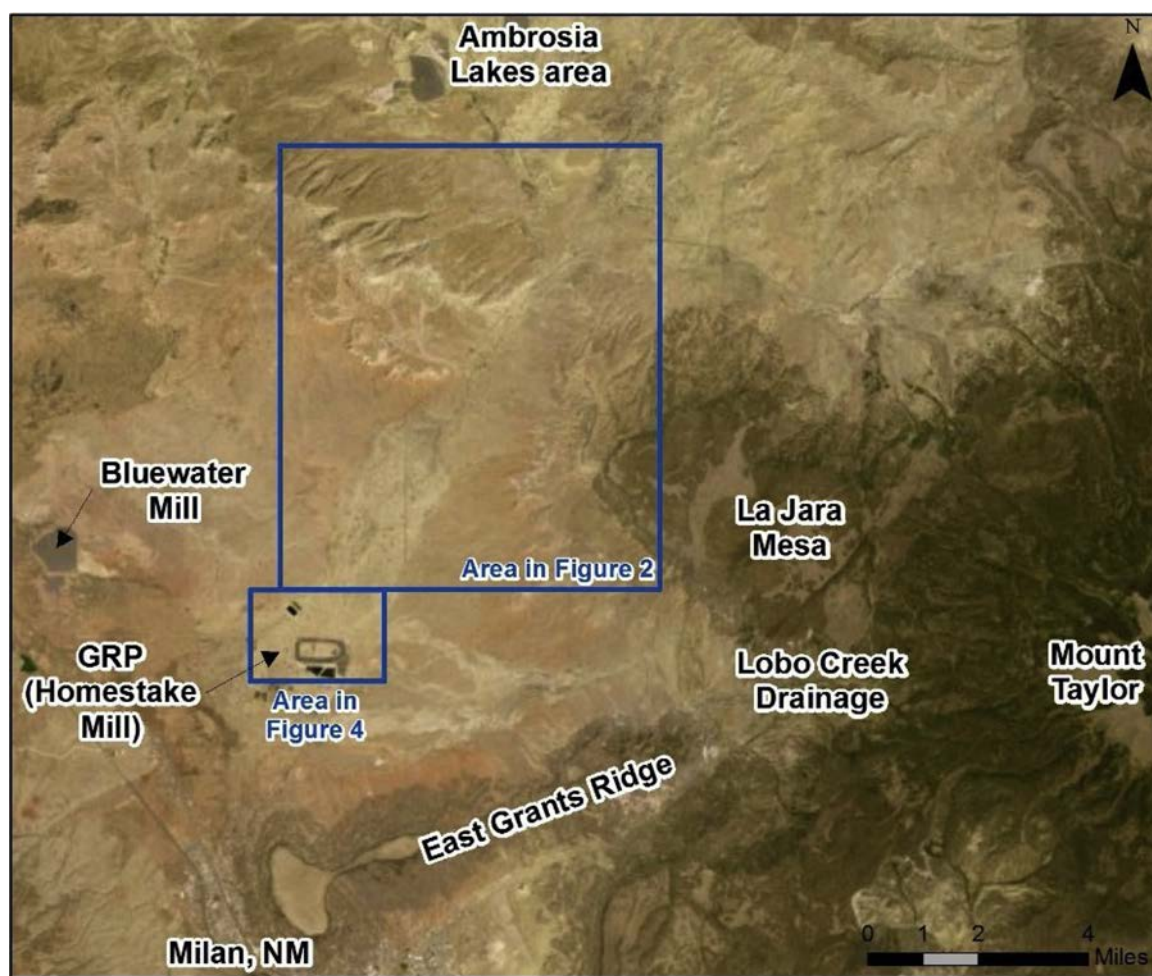 Ambrosia
Lakes area
N
Bluewater
Mill
La Jara
Mesa
Area in Figure 2
GRP
(Homestake
Mill)
Area in
Figure 4
Lobo Creek
Drainage
Mount
Taylor
East Grants Ridge
Milan, NM
0 1 2 4
Miles